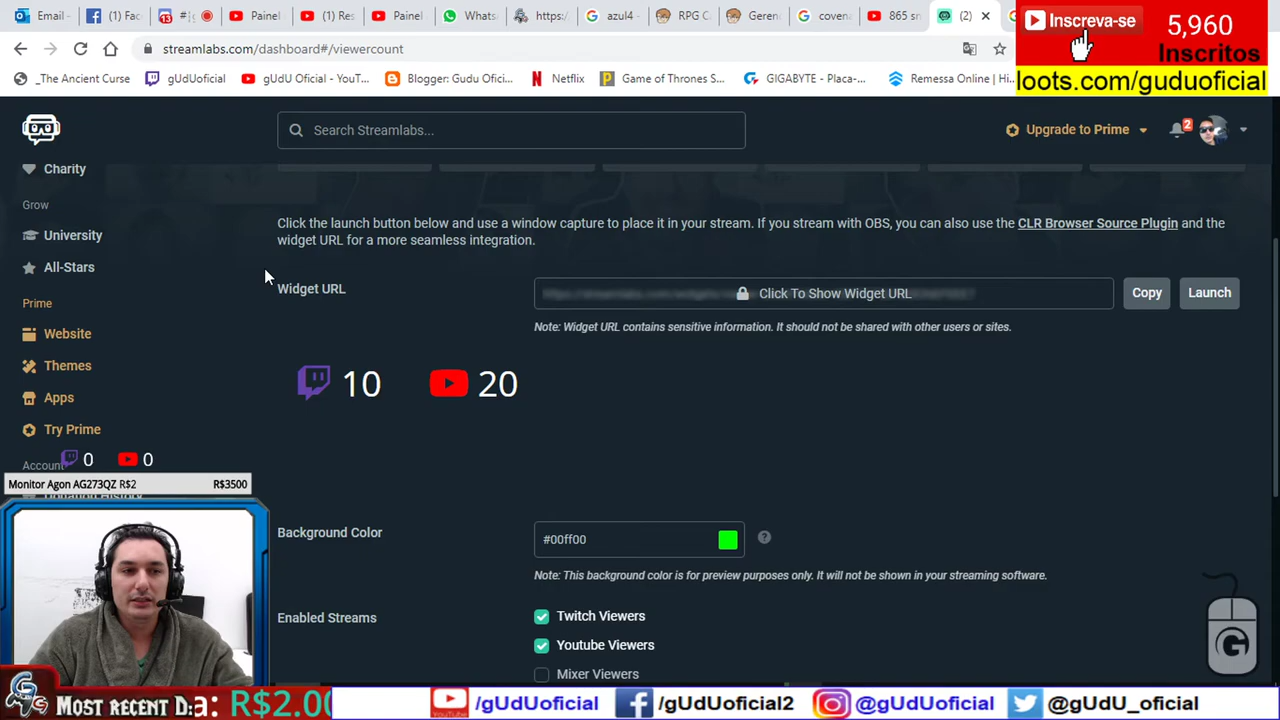 Email -
(1) Fac
13
#|g
Painel
(1) Res
Painel
Whats
https:/
azul4 -
RPG C
Geren
coven
865 sn
(2)
streamlabs.com/dashboard#/viewercount
_The Ancient Curse
gUdUoficial
gUdU Oficial - YouT...
Blogger: Gudu Ofici...
Netflix
Game of Thrones S...
GIGABYTE - Placa-...
Remessa Online | Hi...
Inscreva-se
5,960
Inscritos
loots.com/guduoficial
Search Streamlabs...
Upgrade to Prime
2
Charity
Grow
University
All-Stars
Prime
Website
Themes
Apps
Try Prime
Account
Donation History
Click the launch button below and use a window capture to place it in your stream. If you stream with OBS, you can also use the CLR Browser Source Plugin and the
widget URL for a more seamless integration.
Widget URL
Click To Show Widget URL
Copy
Launch
Note: Widget URL contains sensitive information. It should not be shared with other users or sites.
10
20
0
0
Monitor Agon AG273QZ R$2
R$3500
Background Color
#00ff00
Note: This background color is for preview purposes only. It will not be shown in your streaming software.
Enabled Streams
Twitch Viewers
Youtube Viewers
Mixer Viewers
G
Most recent D
a:
R$2.00
/gUdUoficial
/gUdUoficial2
@gUdUoficial
@gUdU_oficial